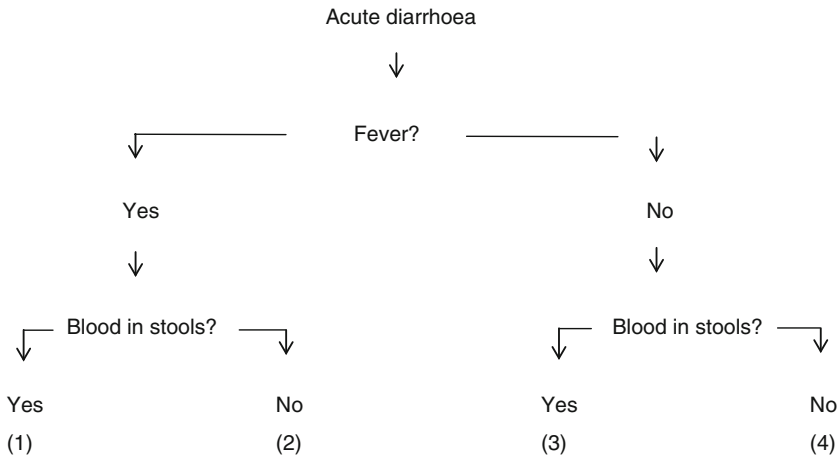 Acute diarrhoea
Fever?
Yes No
Blood in stools? Blood in stools?
Yes No Yes No
(1) (2) (3) (4)